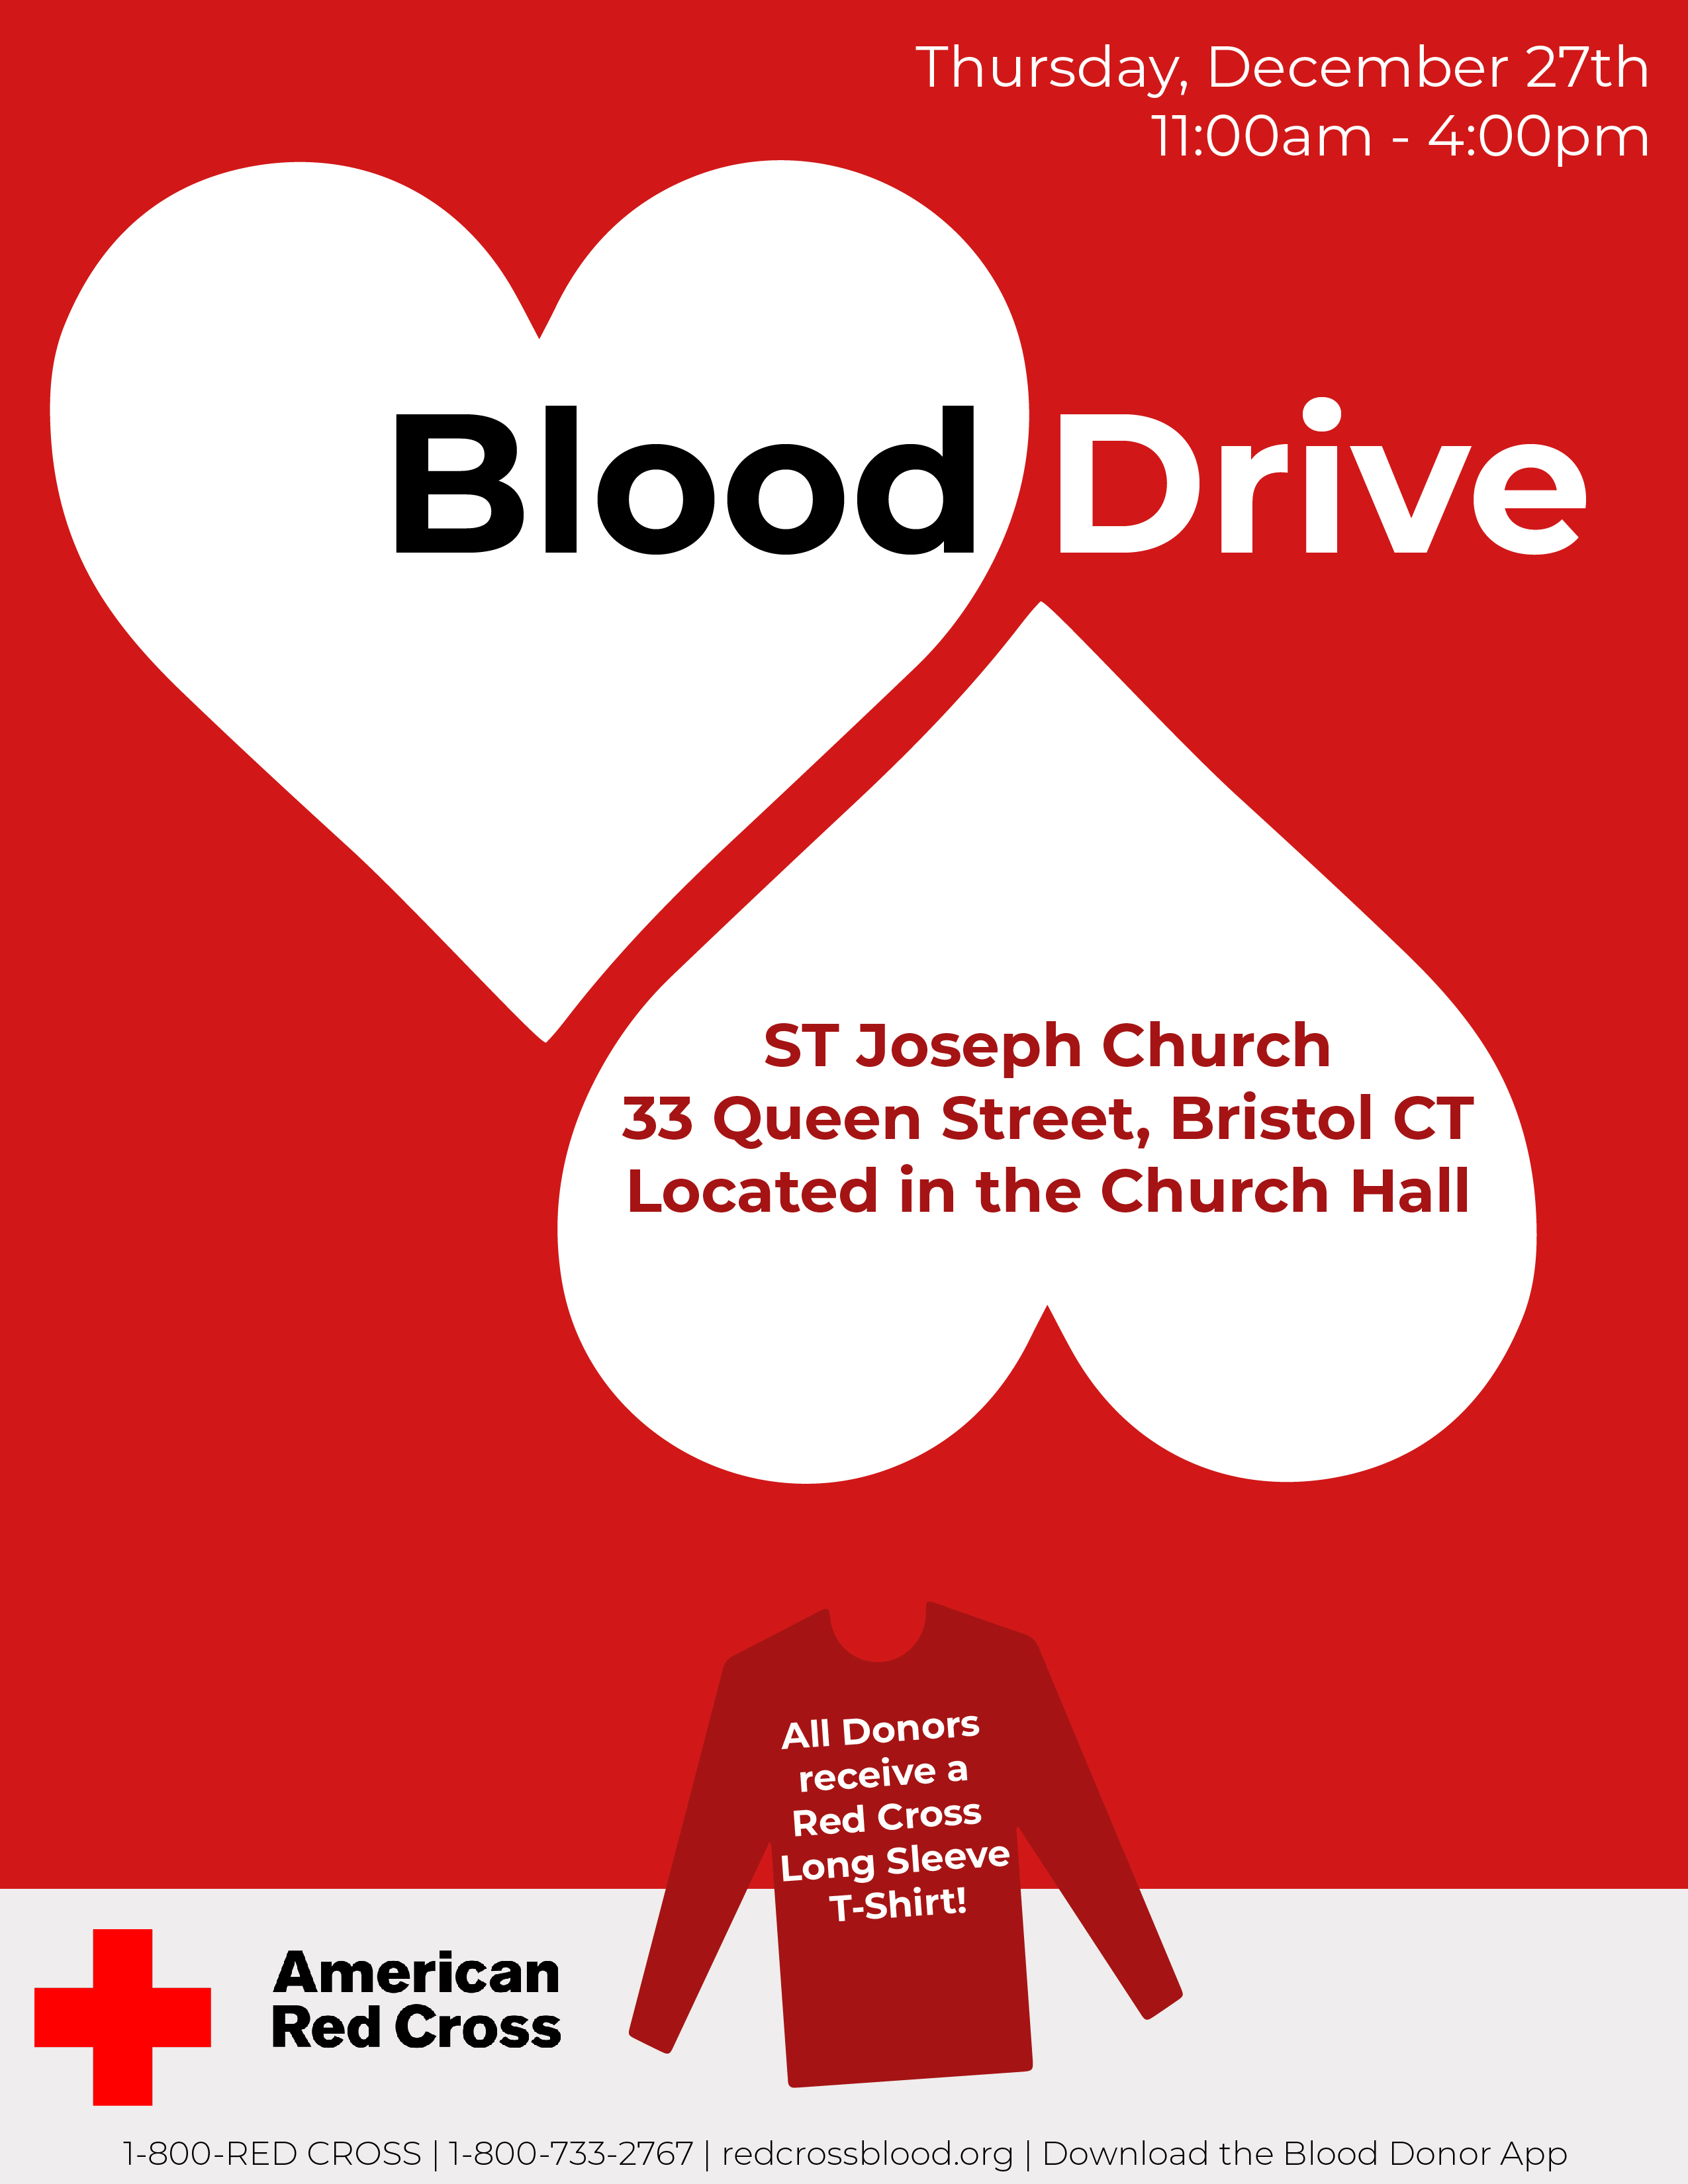 Thursday, December 27th
11:00am - 4:00pm
Blood Drive
ST Joseph Church
33 Queen Street, Bristol CT
Located in the Church Hall
All Donors
receive a
Red Cross
Long Sleeve
T-Shirt!
American
Red Cross
1-800-RED CROSS | 1-800-733-2767 | redcrossblood.org | Download the Blood Donor App